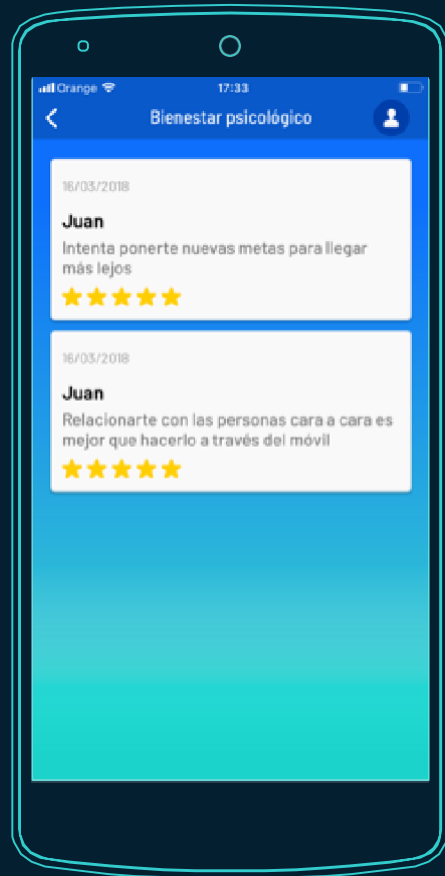 Orange 17:33
Bienestar psicológico
16/03/2018
Juan
Intenta ponerte nuevas metas para llegar
más lejos
16/03/2018
Juan
Relacionarte con las personas cara a cara es
mejor que hacerlo a través del móvil